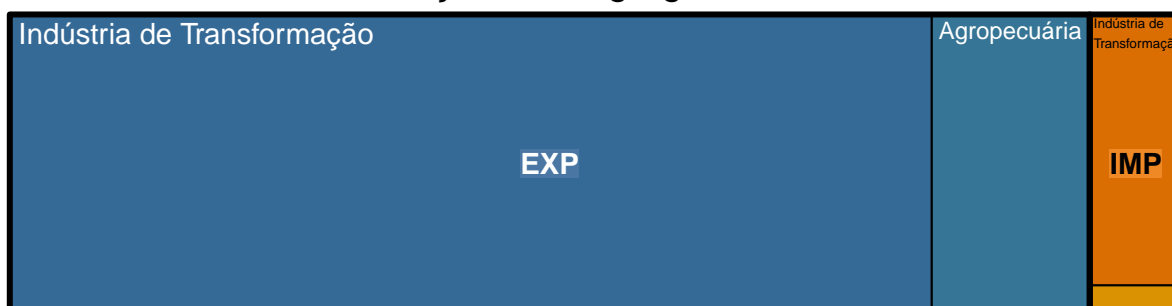 Indústria de Transformação
Agropecuária
Indústria de
EXP
IMP